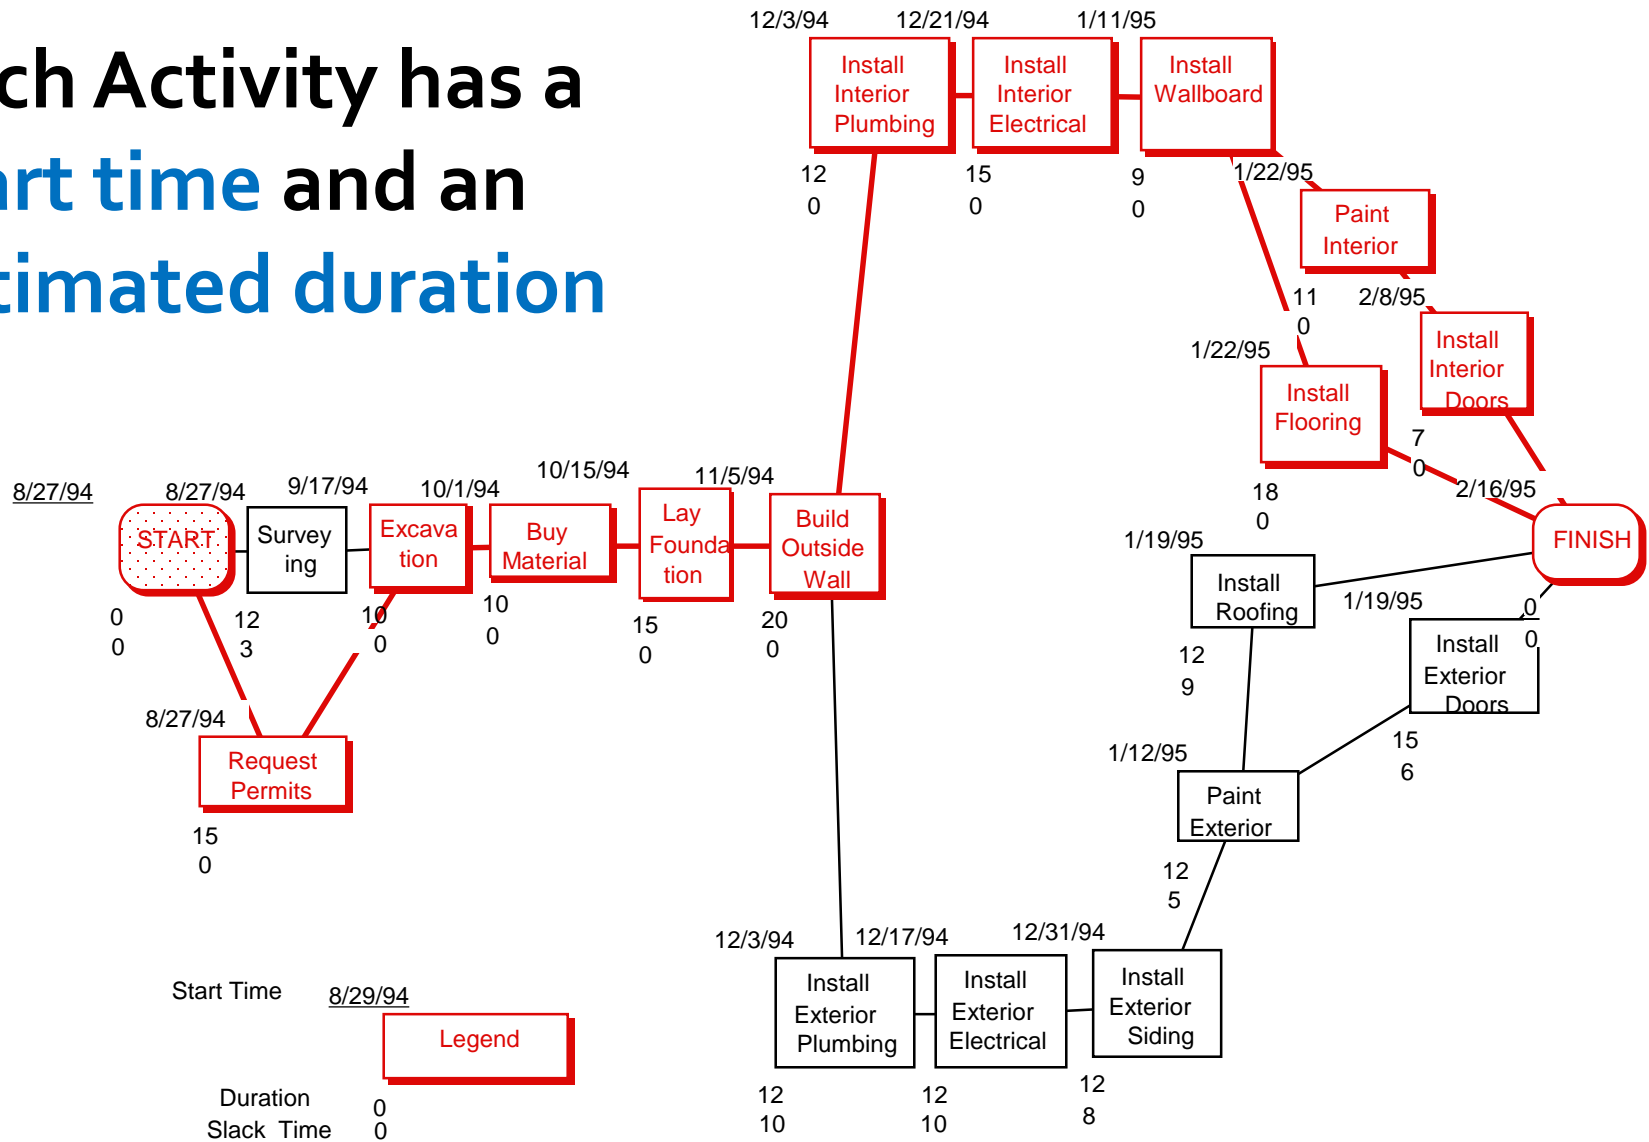 ch Activity has a
art time and an
timated duration
12/3/94
12/21/94
1/11/95
Install
Interior
Plumbing
Install
Interior
Electrical
Install
Wallboard
12
0
15
0
9
0
1/22/95
Paint
Interior
11
0
2/8/95
Install
Interior
Doors
1/22/95
Install
Flooring
7
0
18
0
2/16/95
8/27/94
8/27/94
9/17/94
10/1/94
10/15/94
11/5/94
START
Survey
ing
Excava
tion
Buy
Material
Lay
Founda
tion
Build
Outside
Wall
FINISH
0
0
12
3
10
0
10
0
15
0
20
0
0
0
8/27/94
Request
Permits
15
0
1/19/95
Install
Roofing
12
9
1/19/95
Install
Exterior
Doors
15
6
1/12/95
Paint
Exterior
12
5
12/3/94
12/17/94
12/31/94
Install
Exterior
Plumbing
Install
Exterior
Electrical
Install
Exterior
Siding
12
10
12
10
12
8
Start Time
8/29/94
Legend
Duration
0
Slack Time
0